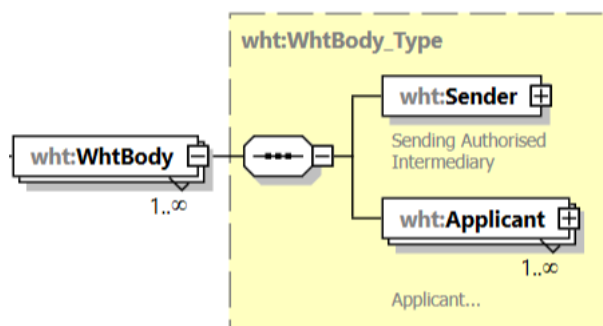 wht:WhtBody_Type
wht:Sender
Sending Authorised
Intermediary
wht:WhtBody
1..∞
wht:Applicant
1..∞
Applicant...